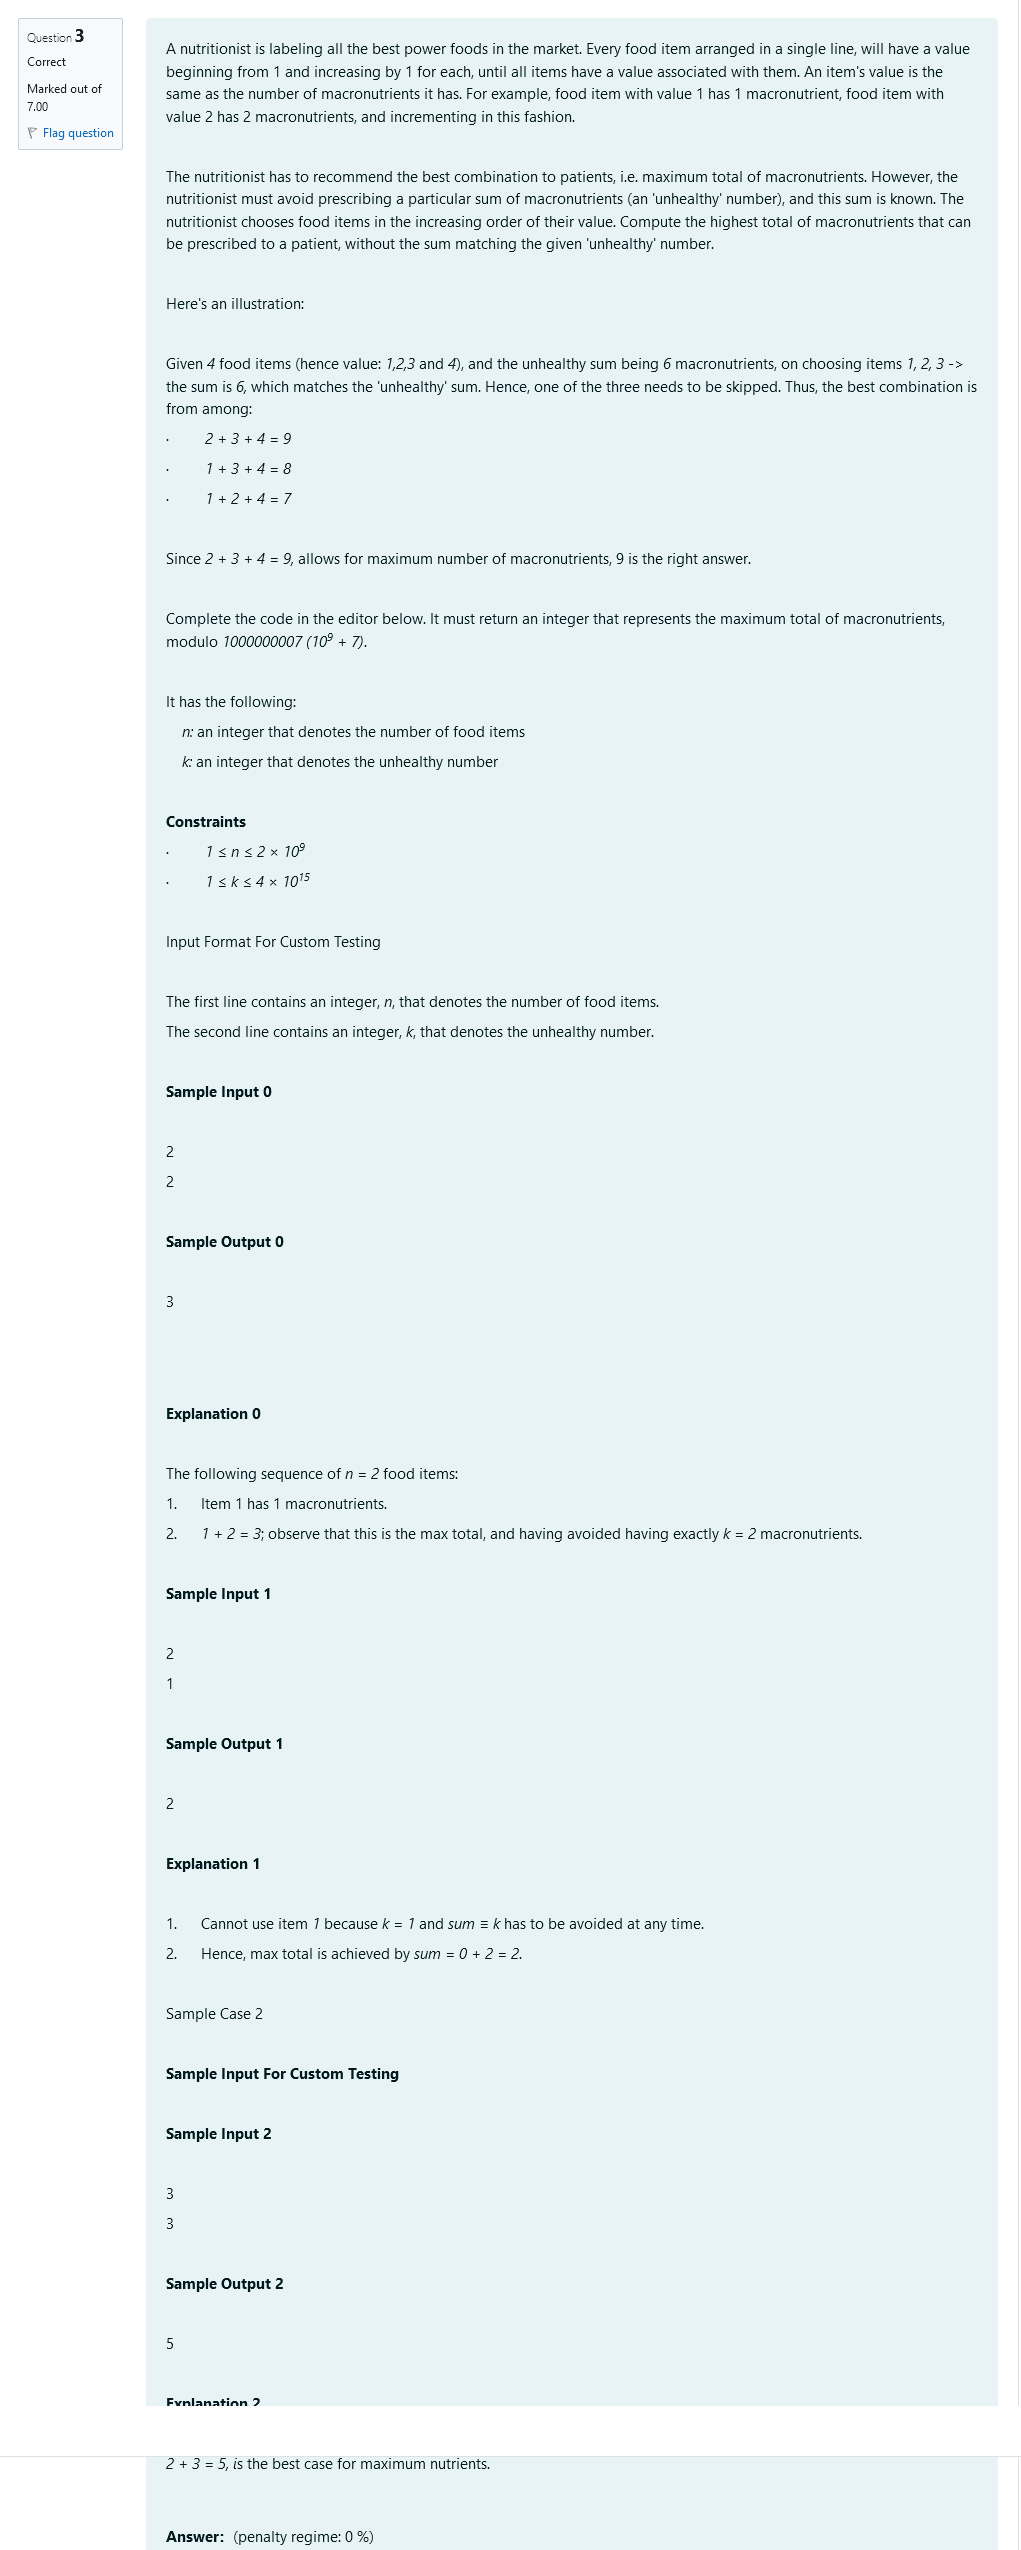 Question 3
Correct
Marked out of
7.00
Flag question
A nutritionist is labeling all the best power foods in the market. Every food item arranged in a single line, will have a value
beginning from 1 and increasing by 1 for each, until all items have a value associated with them. An item's value is the
same as the number of macronutrients it has. For example, food item with value 1 has 1 macronutrient, food item with
value 2 has 2 macronutrients, and incrementing in this fashion.
The nutritionist has to recommend the best combination to patients, i.e. maximum total of macronutrients. However, the
nutritionist must avoid prescribing a particular sum of macronutrients (an 'unhealthy' number), and this sum is known. The
nutritionist chooses food items in the increasing order of their value. Compute the highest total of macronutrients that can
be prescribed to a patient, without the sum matching the given 'unhealthy' number.
Here's an illustration:
Given 4 food items (hence value: 1,2,3 and 4), and the unhealthy sum being 6 macronutrients, on choosing items 1, 2, 3 ->
the sum is 6, which matches the 'unhealthy' sum. Hence, one of the three needs to be skipped. Thus, the best combination is
from among:
· 2 + 3 + 4 = 9
· 1 + 3 + 4 = 8
· 1 + 2 + 4 = 7
Since 2 + 3 + 4 = 9, allows for maximum number of macronutrients, 9 is the right answer.
Complete the code in the editor below. It must return an integer that represents the maximum total of macronutrients,
modulo 1000000007 (10⁹ + 7).
It has the following:
n: an integer that denotes the number of food items
k: an integer that denotes the unhealthy number
Constraints
· 1 ≤ n ≤ 2 × 10⁹
· 1 ≤ k ≤ 4 × 10¹⁵
Input Format For Custom Testing
The first line contains an integer, n, that denotes the number of food items.
The second line contains an integer, k, that denotes the unhealthy number.
Sample Input 0
2
2
Sample Output 0
3
Explanation 0
The following sequence of n = 2 food items:
1. Item 1 has 1 macronutrients.
2. 1 + 2 = 3; observe that this is the max total, and having avoided having exactly k = 2 macronutrients.
Sample Input 1
2
1
Sample Output 1
2
Explanation 1
1. Cannot use item 1 because k = 1 and sum ≡ k has to be avoided at any time.
2. Hence, max total is achieved by sum = 0 + 2 = 2.
Sample Case 2
Sample Input For Custom Testing
Sample Input 2
3
3
Sample Output 2
5
Explanation 2
2 + 3 = 5, is the best case for maximum nutrients.
Answer: (penalty regime: 0 %)